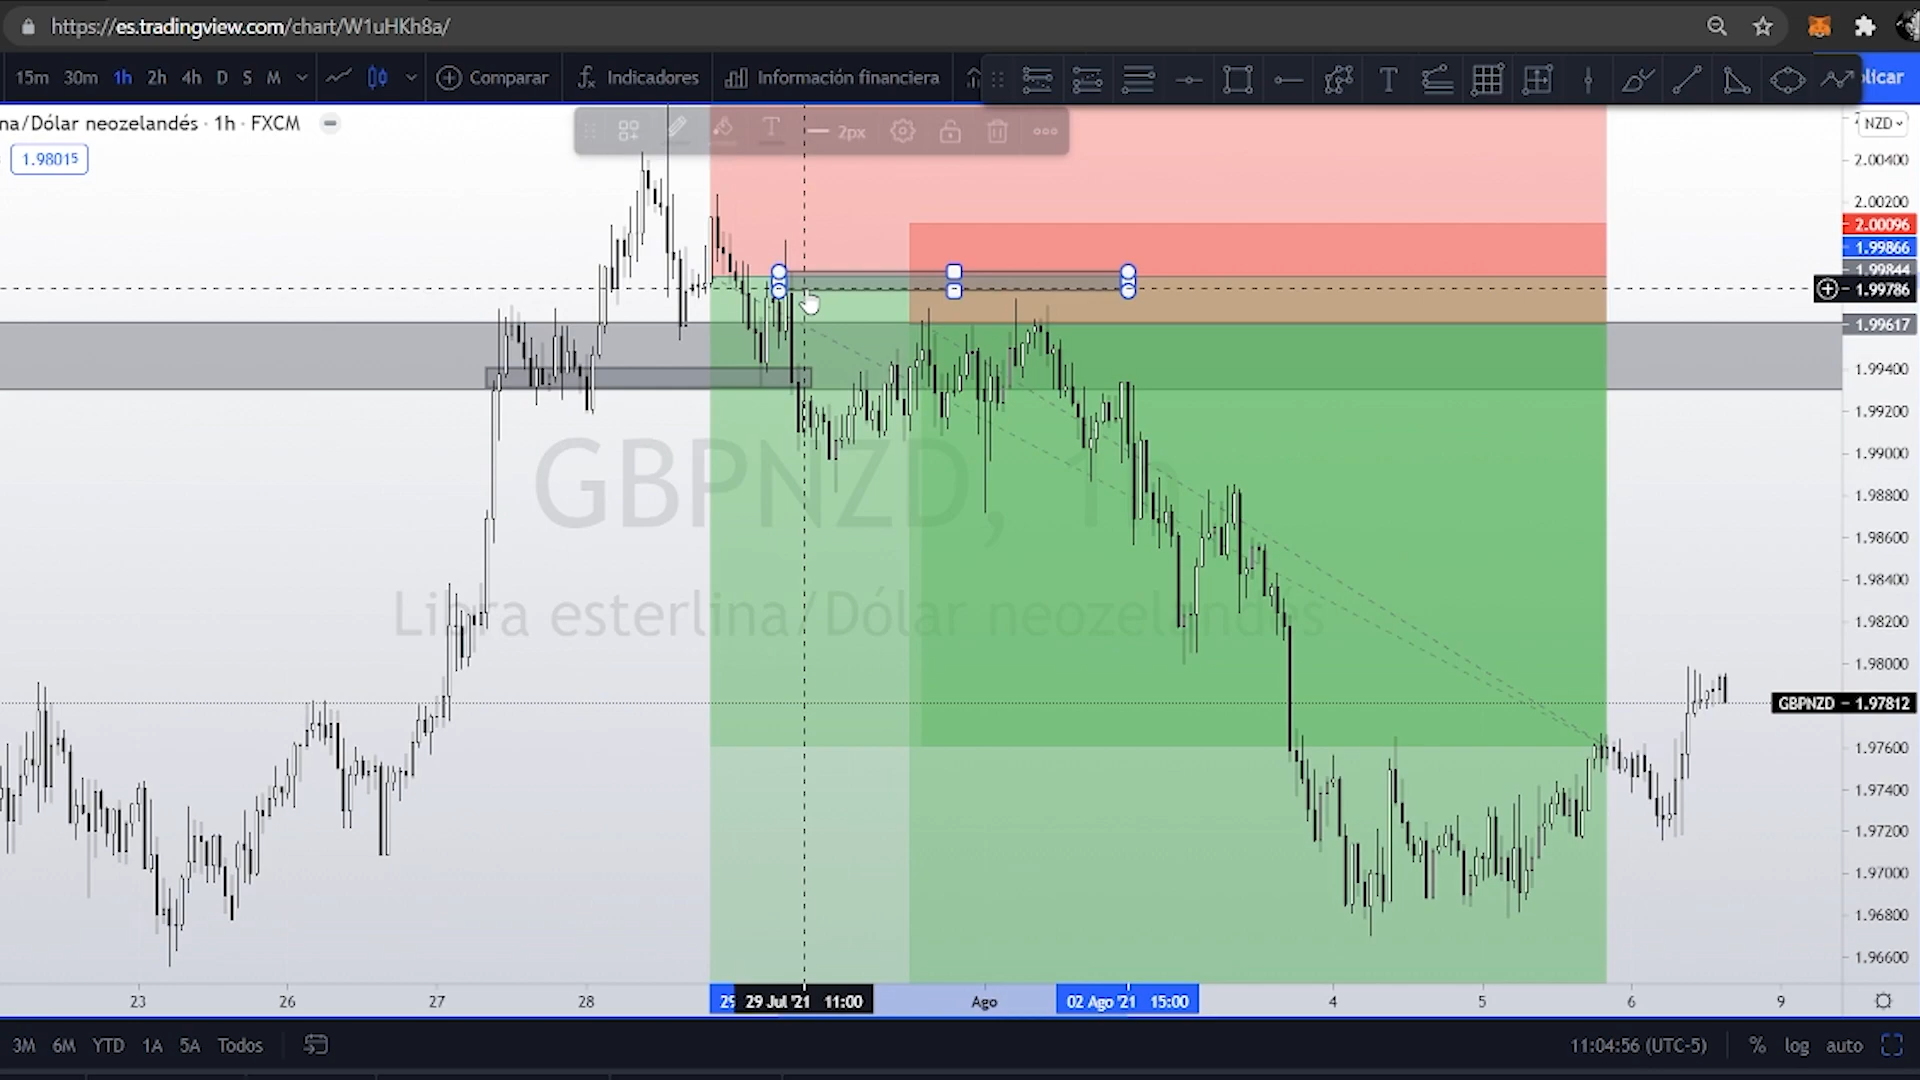 https://es.tradingview.com/chart/W1uHKh8a/
15m 30m 1h 2h 4h D S M Comparar Indicadores Información financiera T plicar
na/Dólar neozelandés · 1h · FXCM
T 2px
NZD
1.98015
2.00400
2.00200
2.00096
1.99866
1.99844
1.99786
1.99617
1.99400
1.99200
1.99000
1.98800
1.98600
1.98400
1.98200
1.98000
GBPNZD 1.97812
1.97600
1.97400
1.97200
1.97000
1.96800
1.96600
GBPNZD, 1h
Libra esterlina/Dólar neozelandés
23 26 27 28 29 Jul '21 11:00 Ago 02 Ago '21 15:00 4 5 6 9
3M 6M YTD 1A 5A Todos 11:04:56 (UTC-5) % log auto